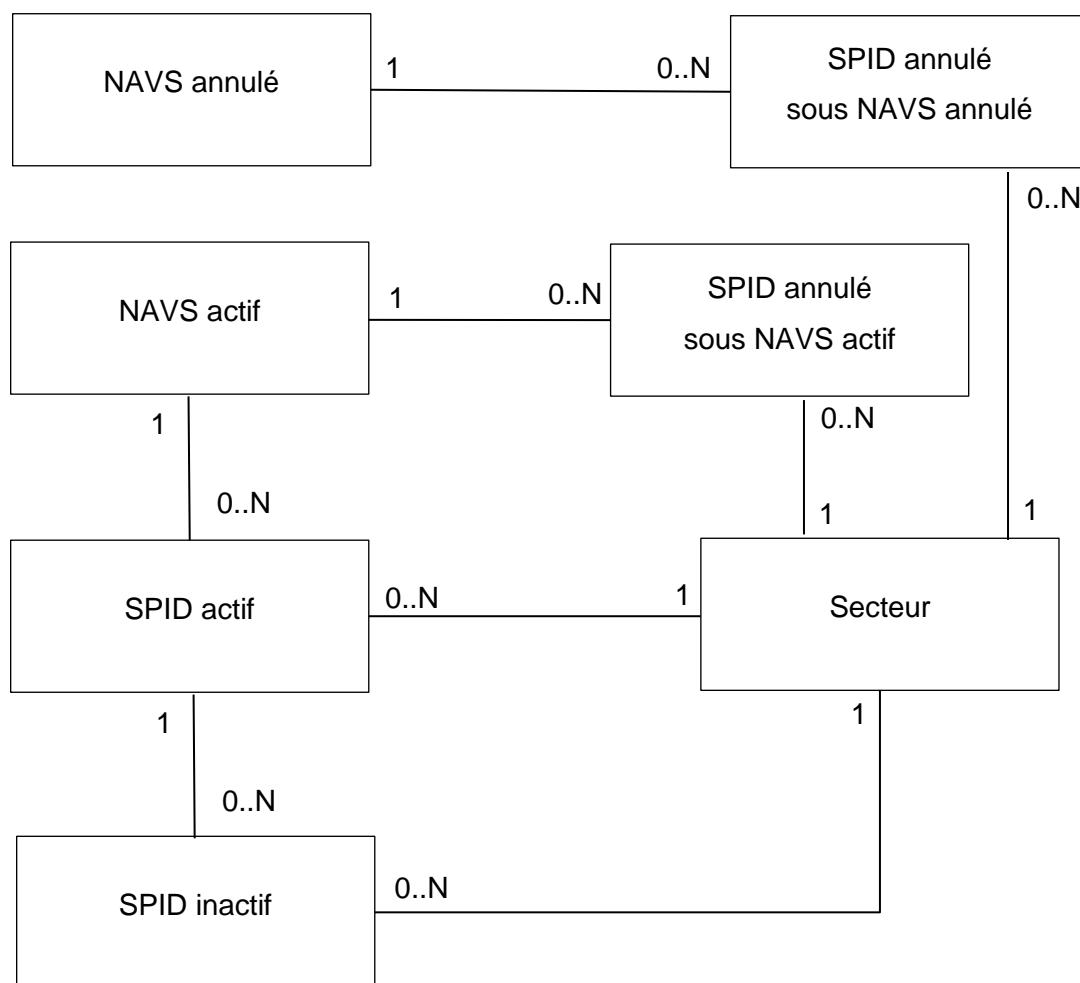 NAVS annulé
1
0..N
SPID annulé
sous NAVS annulé
0..N
NAVS actif
1
0..N
SPID annulé
sous NAVS actif
1
0..N
0..N
1
1
SPID actif
0..N
1
Secteur
1
1
0..N
SPID inactif
0..N